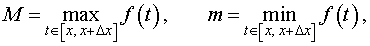 M = max_{t∈[x, x+Δx]} f(t), m = min_{t∈[x, x+Δx]} f(t),